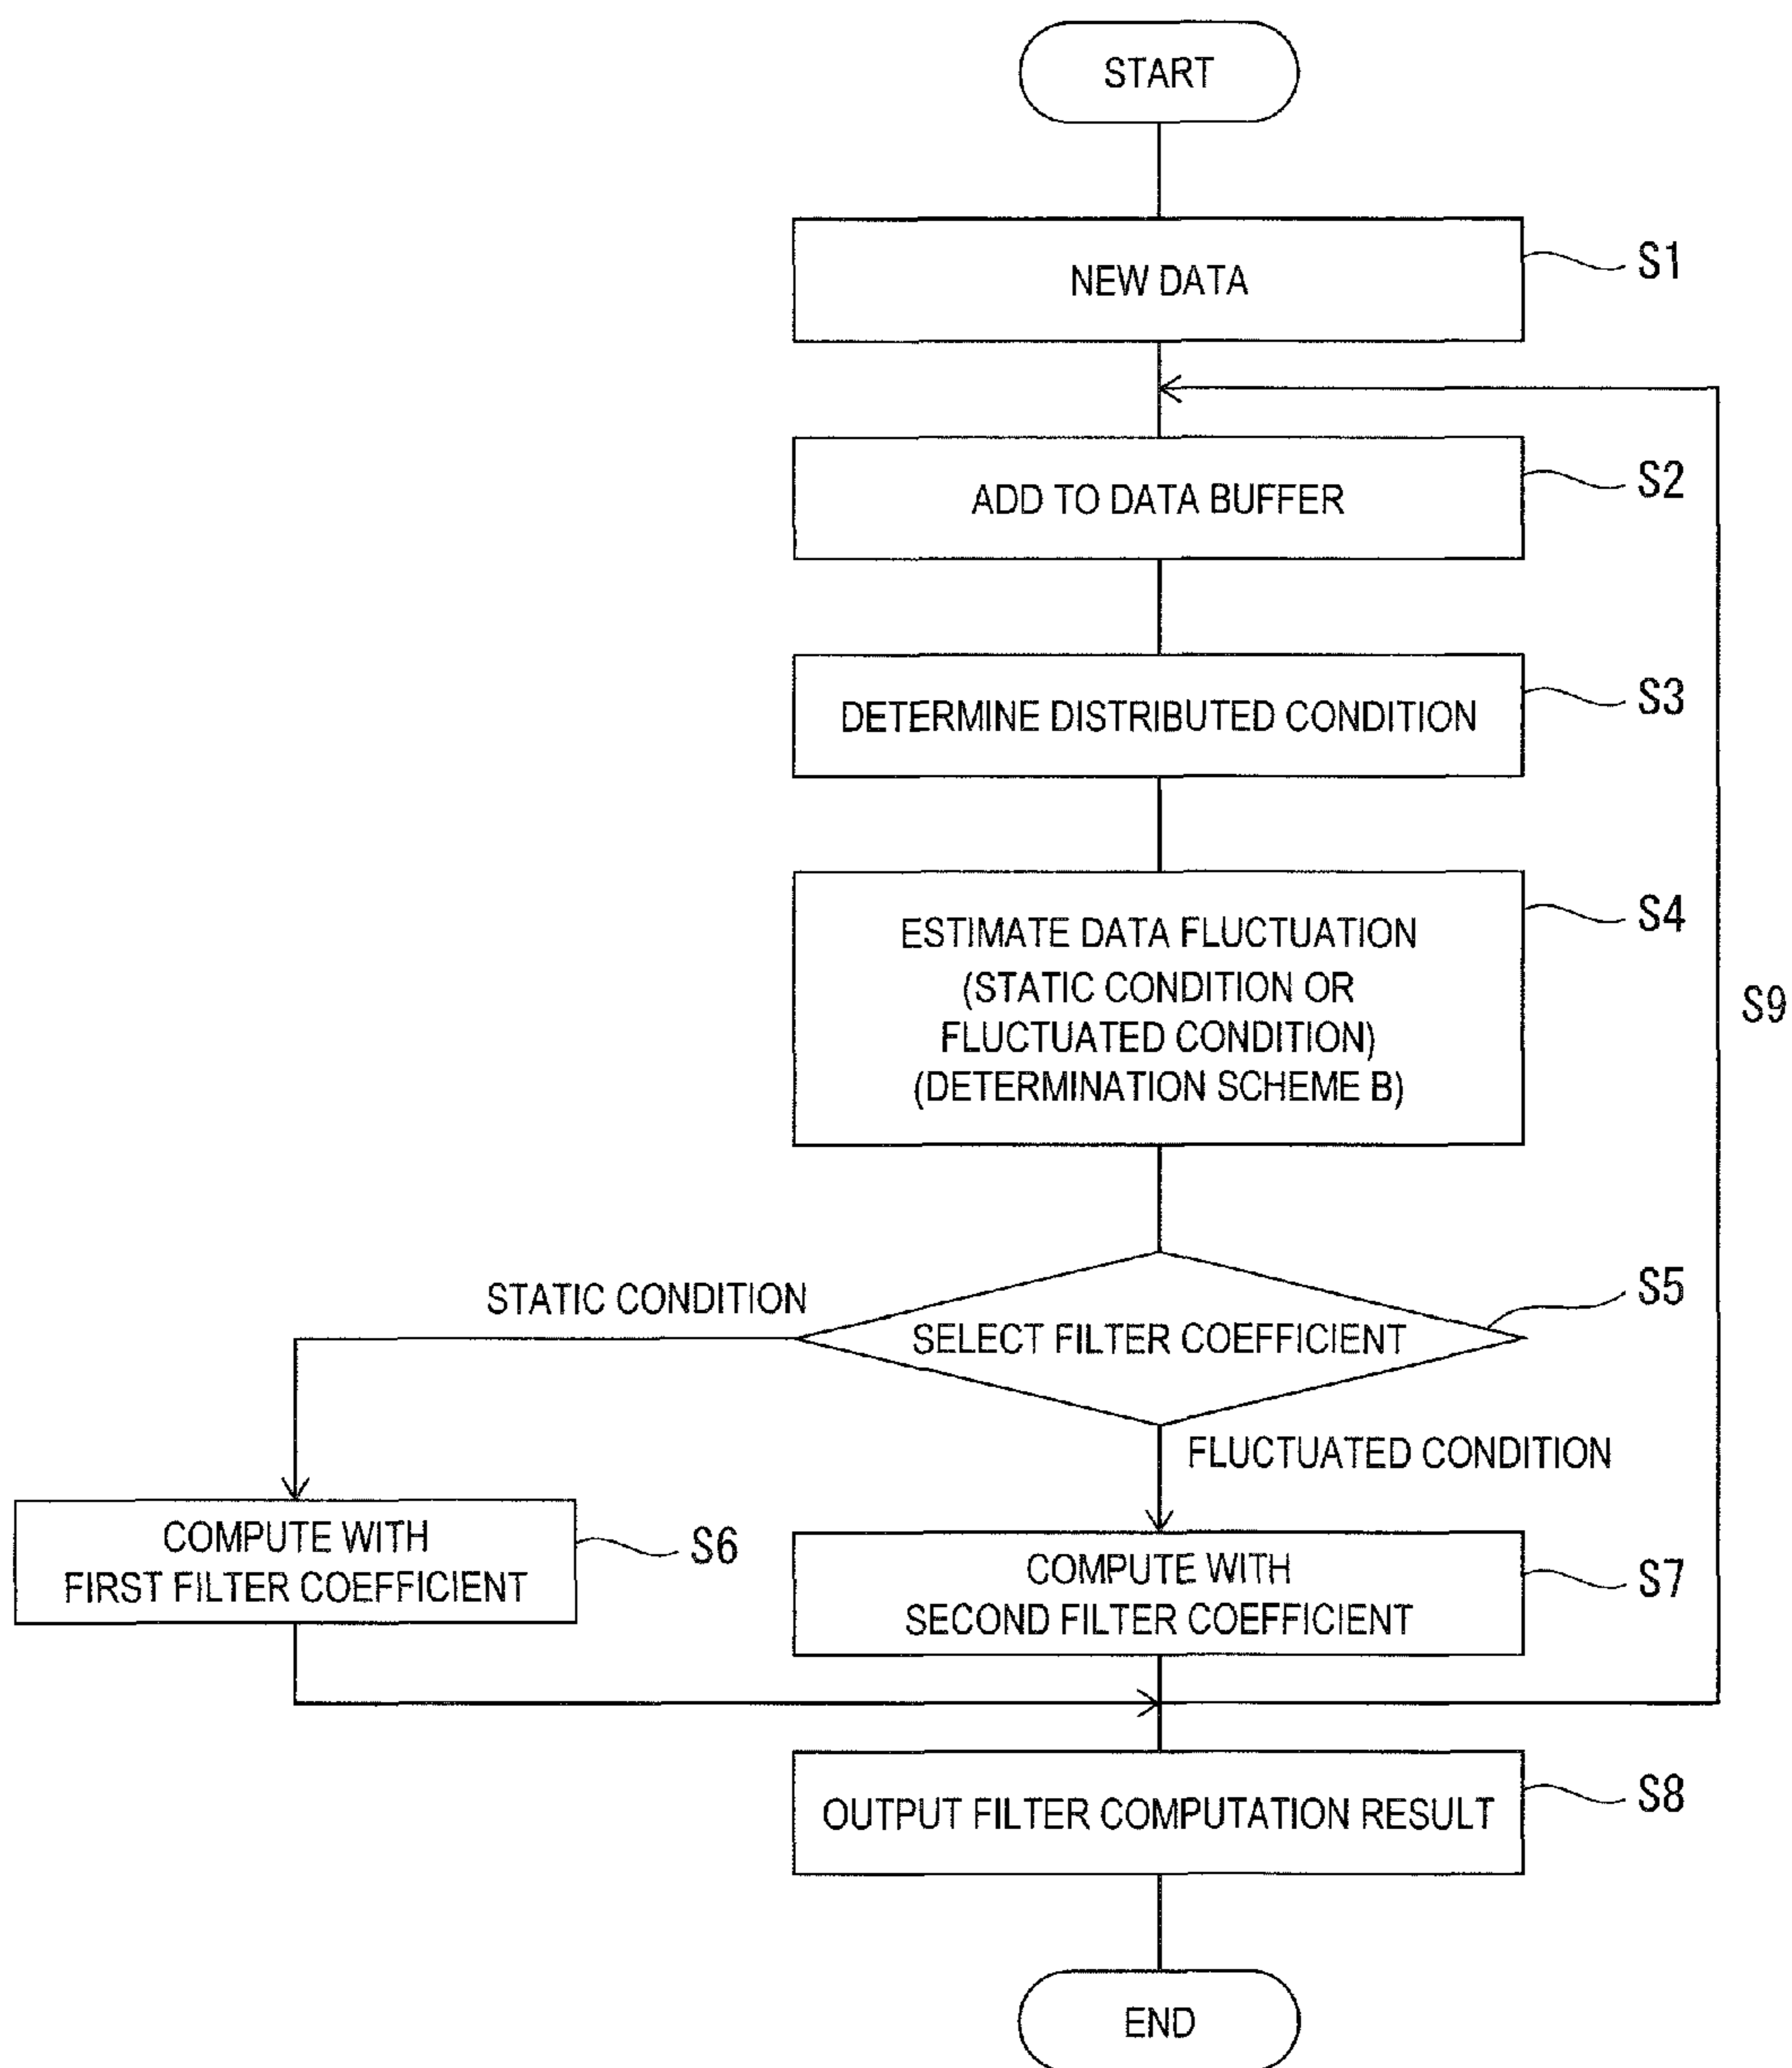 START
NEW DATA
S1
ADD TO DATA BUFFER
S2
DETERMINE DISTRIBUTED CONDITION
S3
ESTIMATE DATA FLUCTUATION
(STATIC CONDITION OR
FLUCTUATED CONDITION)
(DETERMINATION SCHEME B)
S4
S9
STATIC CONDITION
SELECT FILTER COEFFICIENT
S5
FLUCTUATED CONDITION
COMPUTE WITH
FIRST FILTER COEFFICIENT
S6
COMPUTE WITH
SECOND FILTER COEFFICIENT
S7
OUTPUT FILTER COMPUTATION RESULT
S8
END